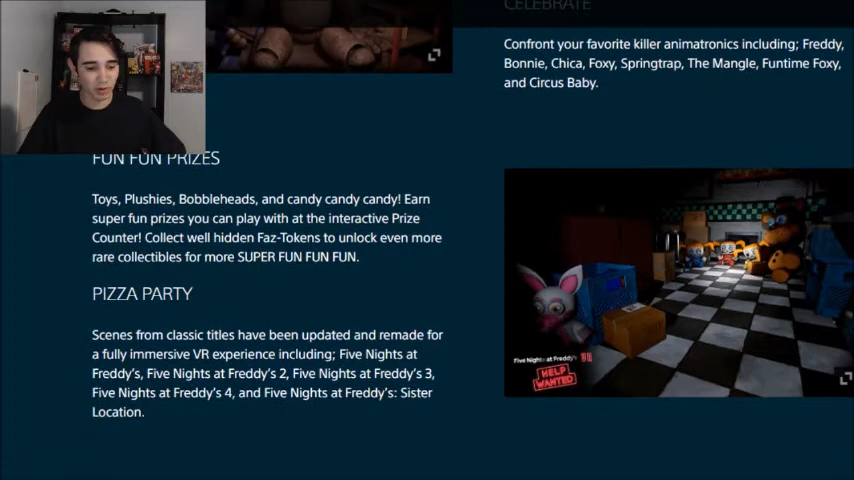 CELEBRATE
Confront your favorite killer animatronics including; Freddy,
Bonnie, Chica, Foxy, Springtrap, The Mangle, Funtime Foxy,
and Circus Baby.
FUN FUN PRIZES
Toys, Plushies, Bobbleheads, and candy candy candy! Earn
super fun prizes you can play with at the interactive Prize
Counter! Collect well hidden Faz-Tokens to unlock even more
rare collectibles for more SUPER FUN FUN FUN.
PIZZA PARTY
Scenes from classic titles have been updated and remade for
a fully immersive VR experience including; Five Nights at
Freddy's, Five Nights at Freddy's 2, Five Nights at Freddy's 3,
Five Nights at Freddy's 4, and Five Nights at Freddy's: Sister
Location.
Five Nights at Freddy's
HELP
WANTED